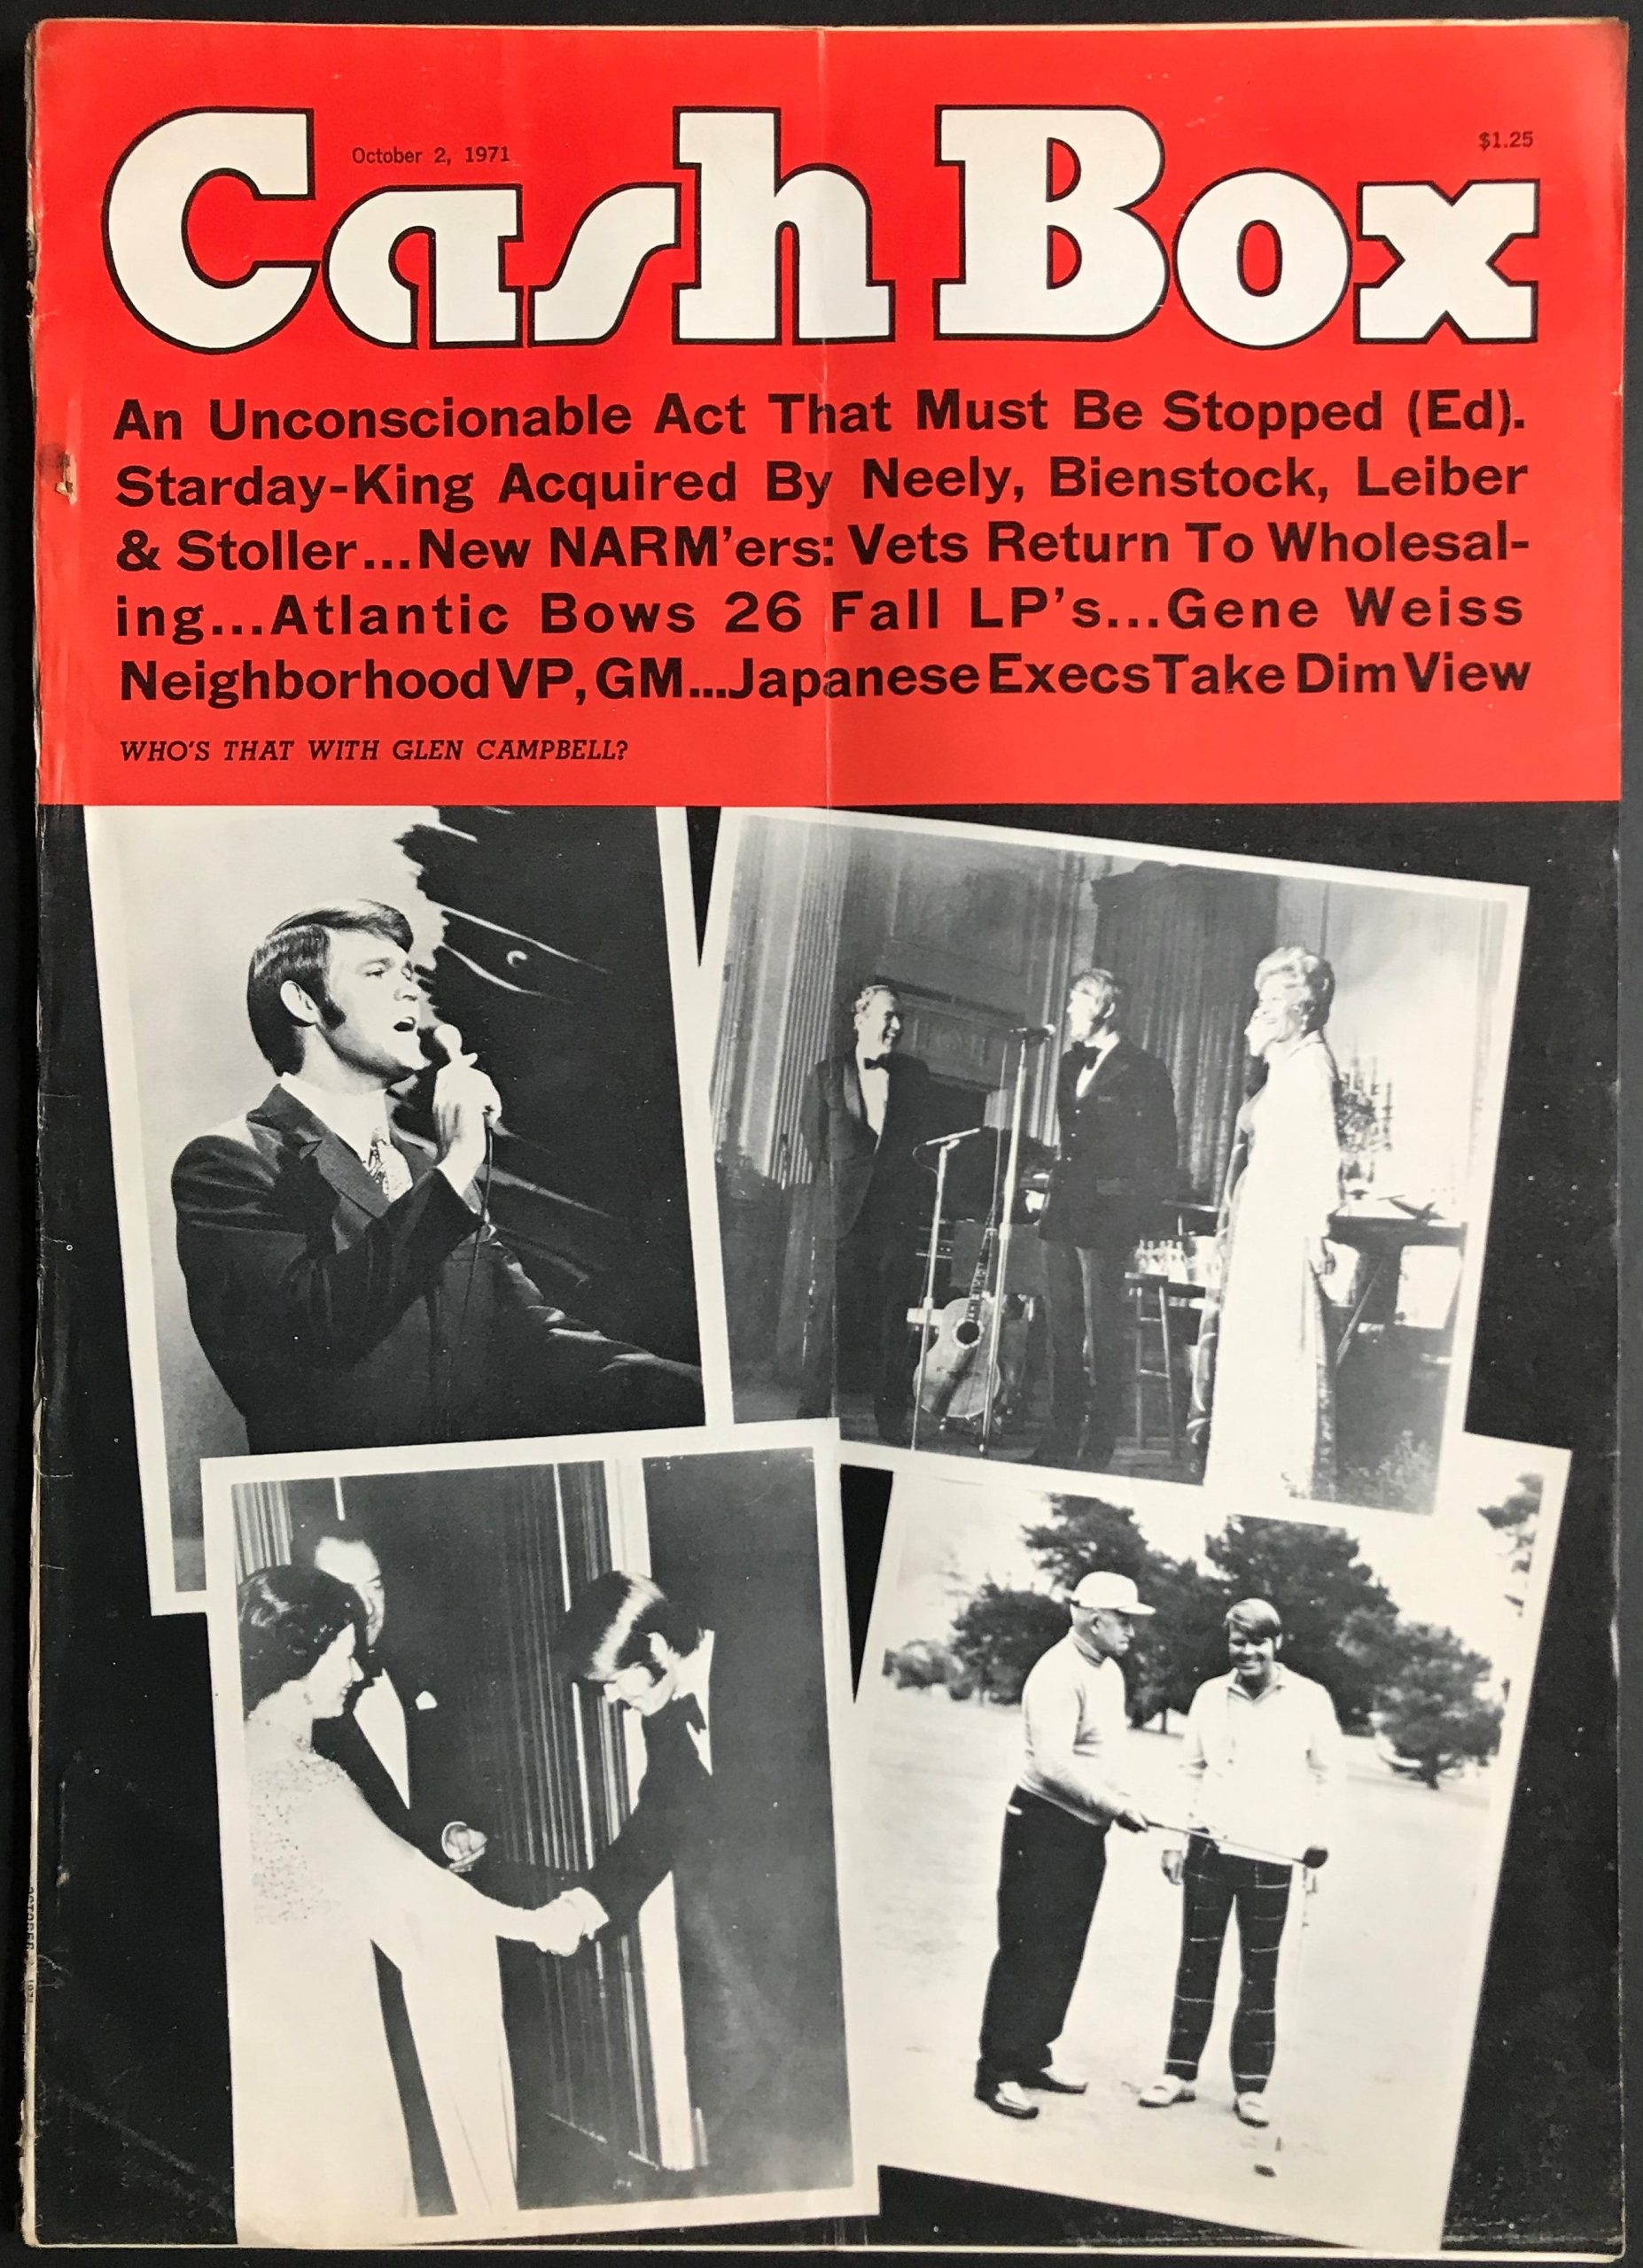 October 2, 1971
$1.25
Cash Box
An Unconscionable Act That Must Be Stopped (Ed).
Starday-King Acquired By Neely, Bienstock, Leiber
& Stoller...New NARM'ers: Vets Return To Wholesal-
ing...Atlantic Bows 26 Fall LP's...Gene Weiss
Neighborhood VP, GM...Japanese Execs Take Dim View
WHO'S THAT WITH GLEN CAMPBELL?